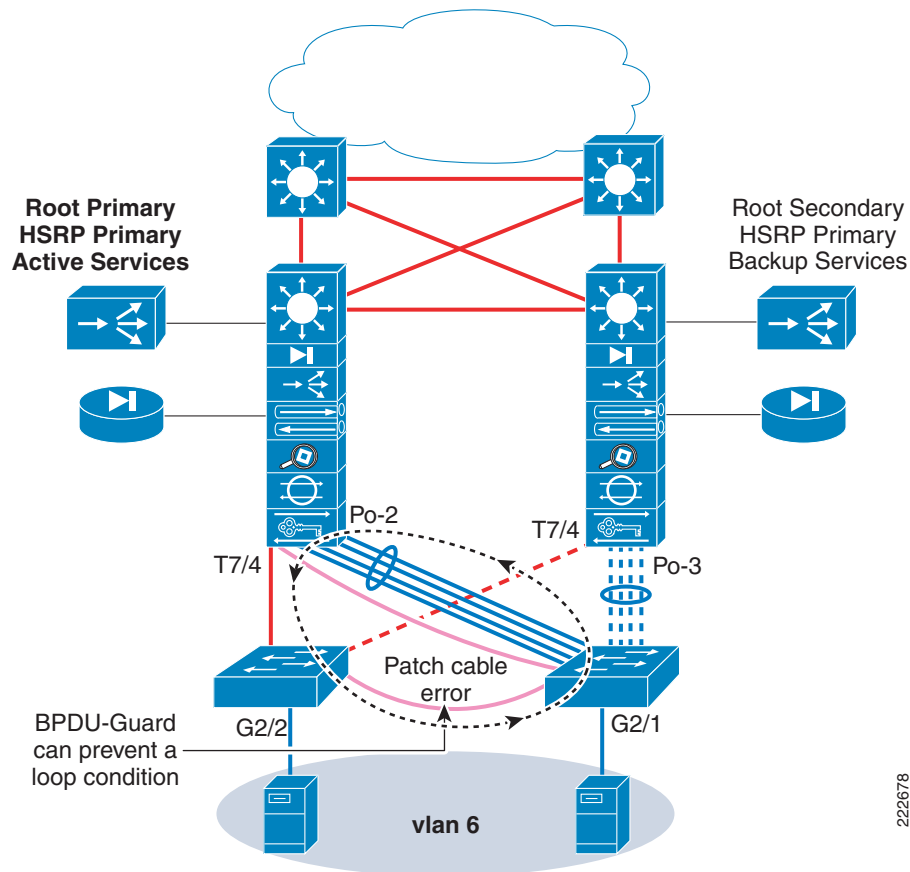 Root Primary
HSRP Primary
Active Services
Root Secondary
HSRP Primary
Backup Services
Po-2
T7/4
T7/4
Po-3
Patch cable
error
BPDU-Guard
can prevent a
loop condition
G2/2
G2/1
vlan 6
222678